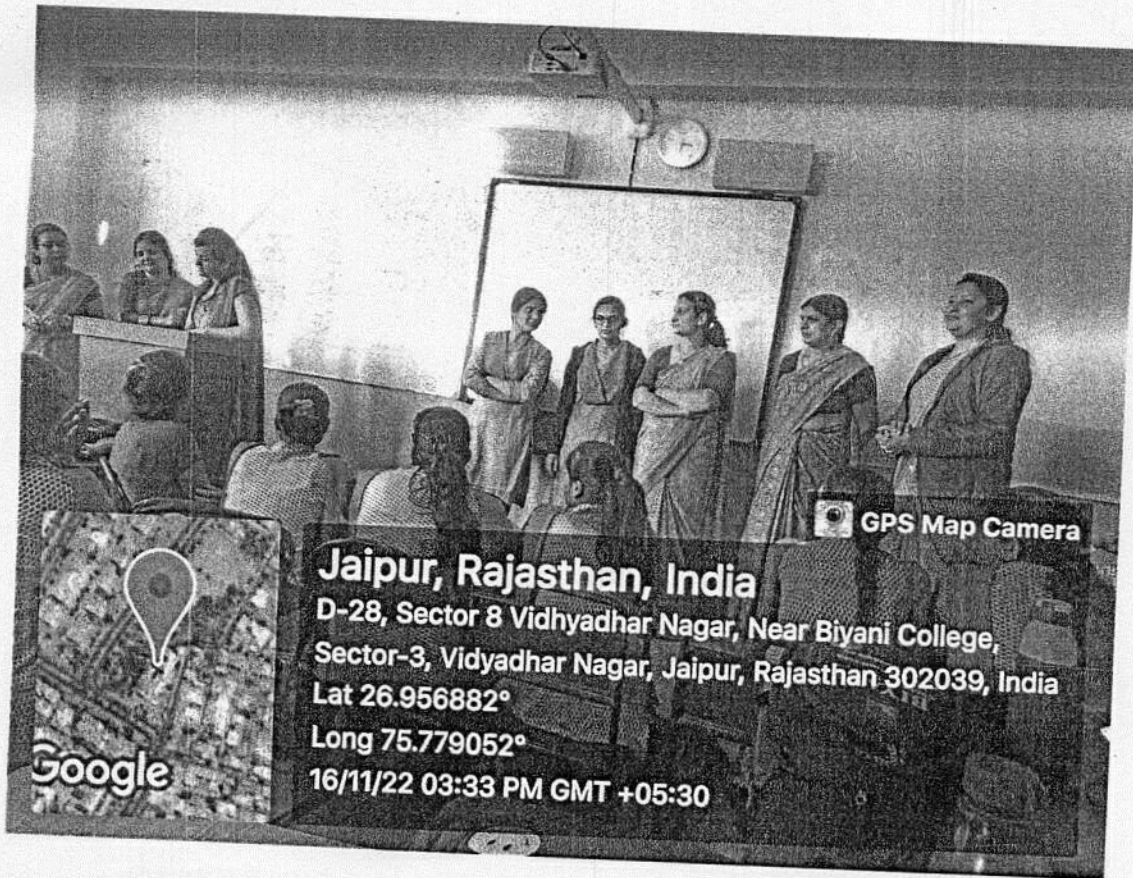 GPS Map Camera
Jaipur, Rajasthan, India
D-28, Sector 8 Vidhyadhar Nagar, Near Biyani College,
Sector-3, Vidyadhar Nagar, Jaipur, Rajasthan 302039, India
Lat 26.956882°
Long 75.779052°
16/11/22 03:33 PM GMT +05:30
Google